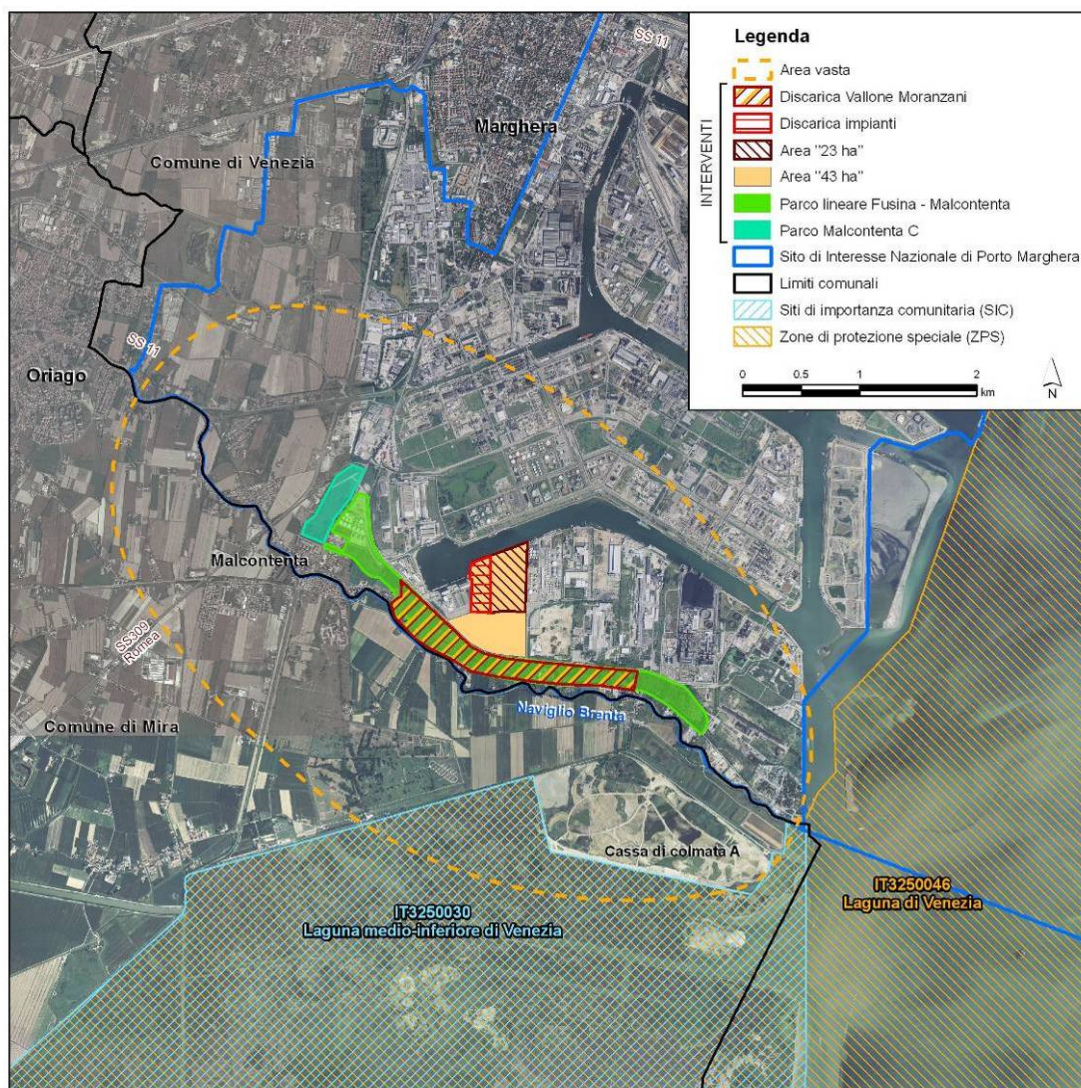 SS 11
Marghera
Comune di Venezia
SS 11
Oriago
Malcontenta
SS309
Romea
Comune di Mira
Naviglio Brenta
Cassa di colmata A
IT3250030
Laguna medio-inferiore di Venezia
IT3250046
Laguna di Venezia
Legenda
Area vasta
INTERVENTI
Discarica Vallone Moranzani
Discarica impianti
Area "23 ha"
Area "43 ha"
Parco lineare Fusina - Malcontenta
Parco Malcontenta C
Sito di Interesse Nazionale di Porto Marghera
Limiti comunali
Siti di importanza comunitaria (SIC)
Zone di protezione speciale (ZPS)
0 0,5 1 2
km
N